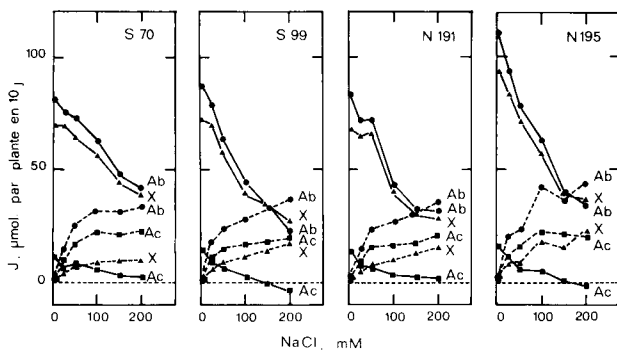 S 70
S 99
N 191
N 195
100
50
0
J, µmol. par plante en 10 j
Ab
X
Ab
Ac
X
Ac
Ab
X
Ab
Ac
X
Ac
Ab
Ab
X
Ac
X
Ac
Ab
X
Ab
X
Ac
Ac
0 100 200
0 100 200
0 100 200
0 100 200
NaCl, mM